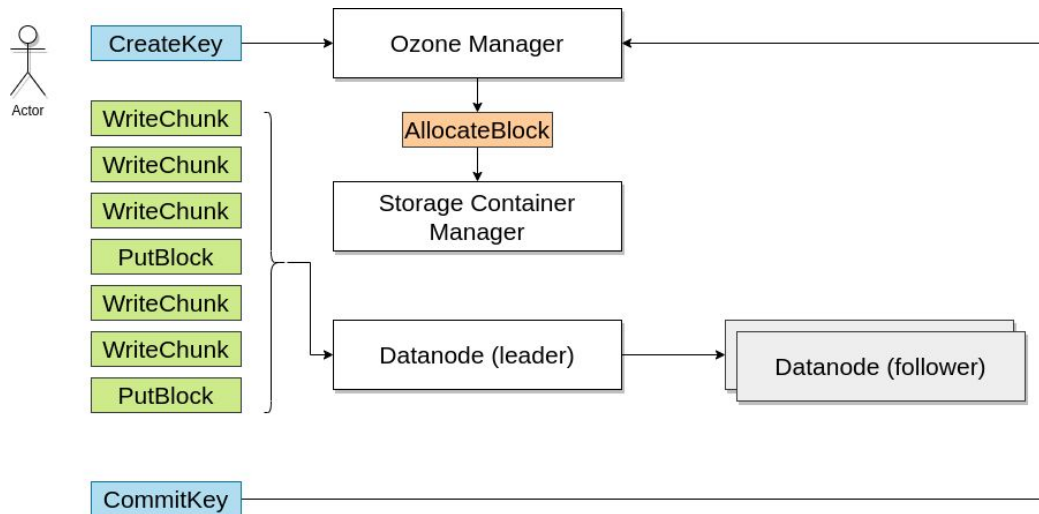 CreateKey
Ozone Manager
Actor
WriteChunk
AllocateBlock
WriteChunk
WriteChunk
Storage Container
Manager
PutBlock
WriteChunk
WriteChunk
Datanode (leader)
Datanode (follower)
PutBlock
CommitKey